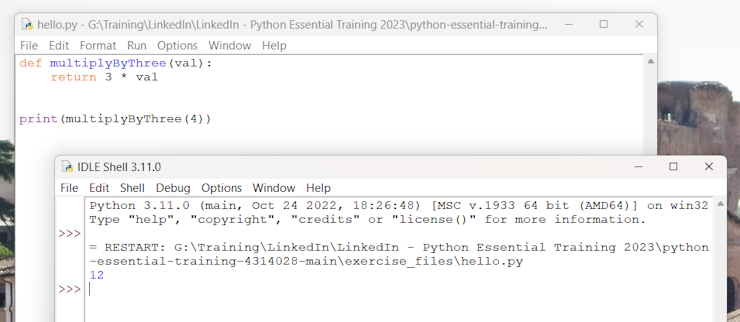 hello.py - G:\Training\LinkedIn\LinkedIn - Python Essential Training 2023\python-essential-training...
File Edit Format Run Options Window Help
def multiplyByThree(val):
    return 3 * val
print(multiplyByThree(4))
IDLE Shell 3.11.0
File Edit Shell Debug Options Window Help
Python 3.11.0 (main, Oct 24 2022, 18:26:48) [MSC v.1933 64 bit (AMD64)] on win32
Type "help", "copyright", "credits" or "license()" for more information.
>>>
= RESTART: G:\Training\LinkedIn\LinkedIn - Python Essential Training 2023\python
-essential-training-4314028-main\exercise_files\hello.py
12
>>>